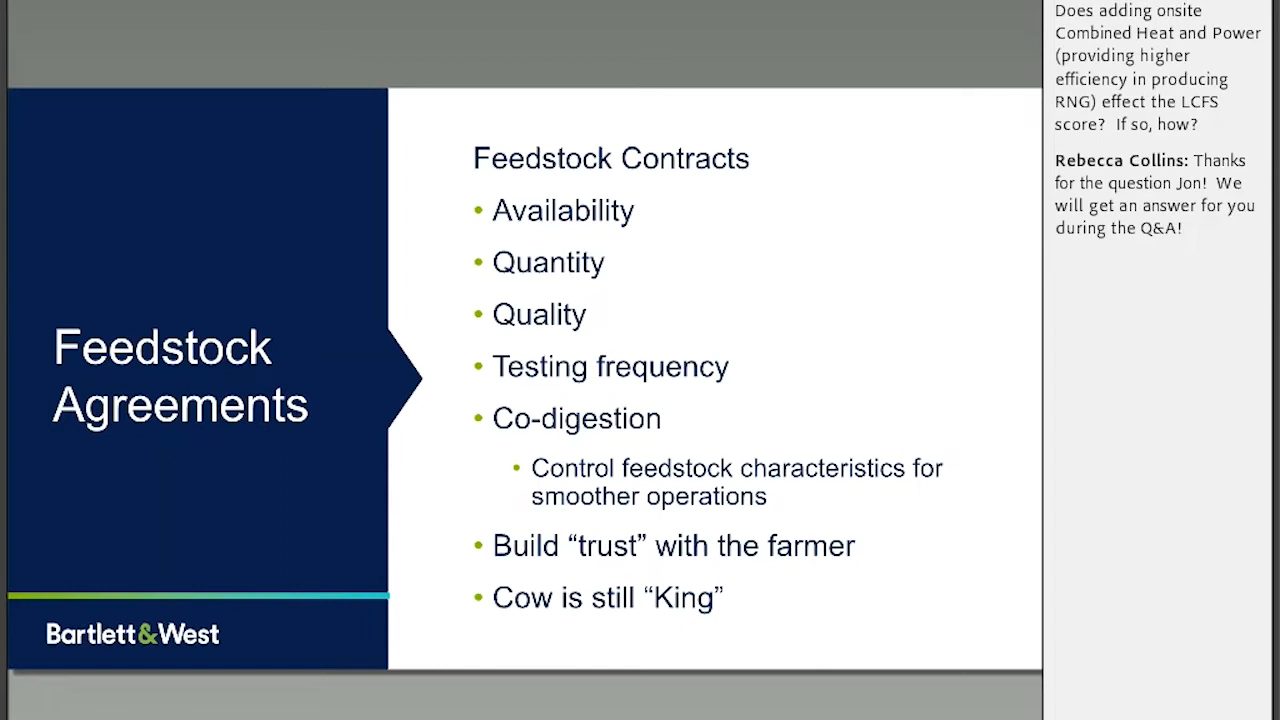 Feedstock
Agreements
Bartlett&West
Feedstock Contracts
• Availability
• Quantity
• Quality
• Testing frequency
• Co-digestion
• Control feedstock characteristics for
smoother operations
• Build “trust” with the farmer
• Cow is still “King”
Does adding onsite
Combined Heat and Power
(providing higher
efficiency in producing
RNG) effect the LCFS
score?  If so, how?
Rebecca Collins: Thanks
for the question Jon!  We
will get an answer for you
during the Q&A!